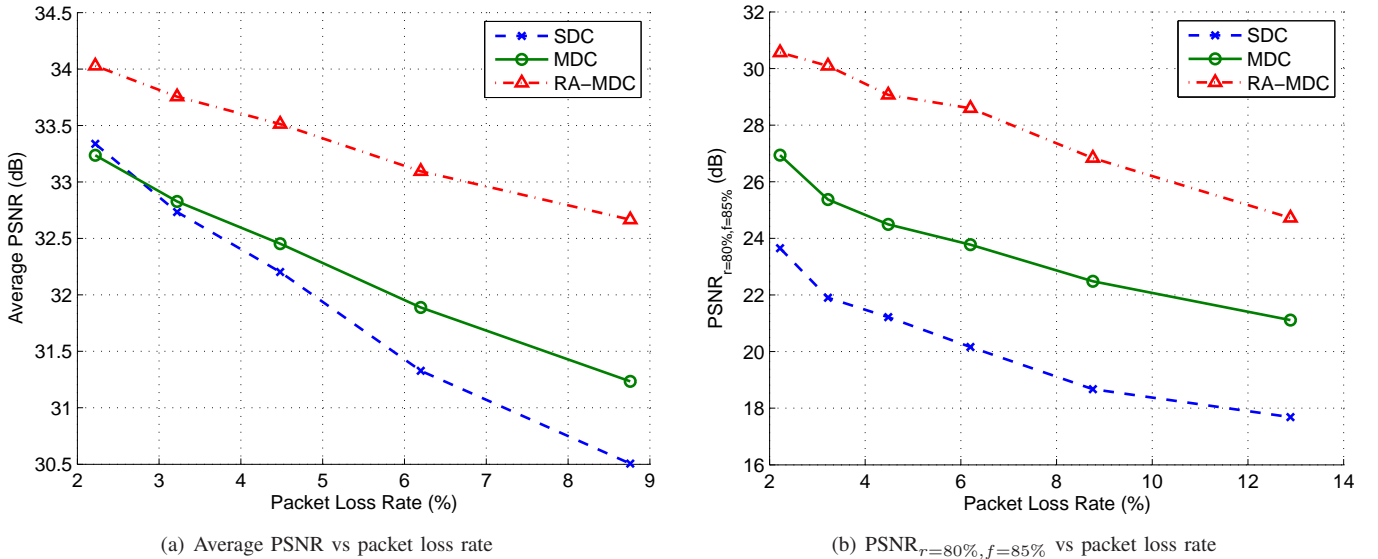 34.5
34
33.5
33
32.5
32
31.5
31
30.5
Average PSNR (dB)
2 3 4 5 6 7 8 9
Packet Loss Rate (%)
SDC
MDC
RA−MDC
(a) Average PSNR vs packet loss rate
32
30
28
26
24
22
20
18
16
PSNR_{r=80%,f=85%} (dB)
2 4 6 8 10 12 14
Packet Loss Rate (%)
SDC
MDC
RA−MDC
(b) PSNR_{r=80%,f=85%} vs packet loss rate